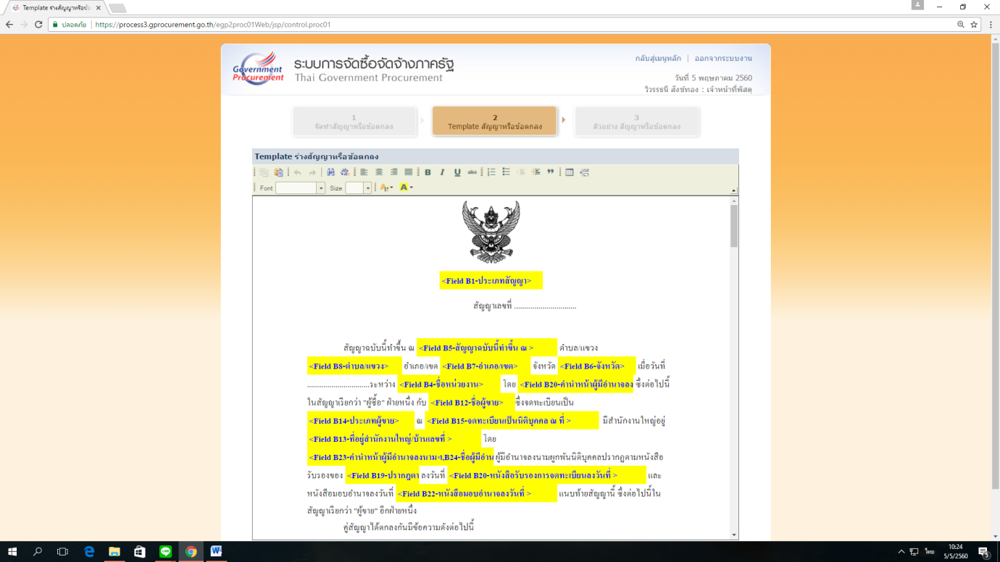 Template ร่างสัญญาหรือข้อ
ปลอดภัย | https://process3.gprocurement.go.th/egp2proc01Web/jsp/control.proc01
Government Procurement
ระบบการจัดซื้อจัดจ้างภาครัฐ
Thai Government Procurement
กลับสู่เมนูหลัก | ออกจากระบบงาน
วันที่ 5 พฤษภาคม 2560
วิวรรธนี สังข์ทอง : เจ้าหน้าที่พัสดุ
1
จัดทำสัญญาหรือข้อตกลง
2
Template สัญญาหรือข้อตกลง
3
ตัวอย่าง สัญญาหรือข้อตกลง
Template ร่างสัญญาหรือข้อตกลง
B I U abc
Font Size
<Field B1-ประเภทสัญญา>
สัญญาเลขที่ ...............................
สัญญาฉบับนี้ทำขึ้น ณ <Field B5-สัญญาฉบับนี้ทำขึ้น ณ > ตำบล/แขวง
<Field B8-ตำบล/แขวง> อำเภอ/เขต <Field B7-อำเภอ/เขต> จังหวัด <Field B6-จังหวัด> เมื่อวันที่
...............................ระหว่าง <Field B4-ชื่อหน่วยงาน> โดย <Field B20-คำนำหน้าผู้มีอำนาจลง ซึ่งต่อไปนี้
ในสัญญาเรียกว่า "ผู้ซื้อ" ฝ่ายหนึ่ง กับ <Field B12-ชื่อผู้ขาย> ซึ่งจดทะเบียนเป็น
<Field B14-ประเภทผู้ขาย> ณ <Field B15-จดทะเบียนเป็นนิติบุคคล ณ ที่ > มีสำนักงานใหญ่อยู่
<Field B13-ที่อยู่สำนักงานใหญ่/บ้านเลขที่ > โดย
<Field B23-คำนำหน้าผู้มีอำนาจลงนาม<1,B24-ชื่อผู้มีอำน ผู้มีอำนาจลงนามผูกพันนิติบุคคลปรากฏตามหนังสือ
รับรองของ <Field B19-ปรากฏตา ลงวันที่ <Field B20-หนังสือรับรองการจดทะเบียนลงวันที่ > และ
หนังสือมอบอำนาจลงวันที่ <Field B22-หนังสือมอบอำนาจลงวันที่ > แนบท้ายสัญญานี้ ซึ่งต่อไปนี้ใน
สัญญาเรียกว่า "ผู้ขาย" อีกฝ่ายหนึ่ง
คู่สัญญาได้ตกลงกันมีข้อความดังต่อไปนี้
LINE
ไทย
10:24
5/5/2560
5